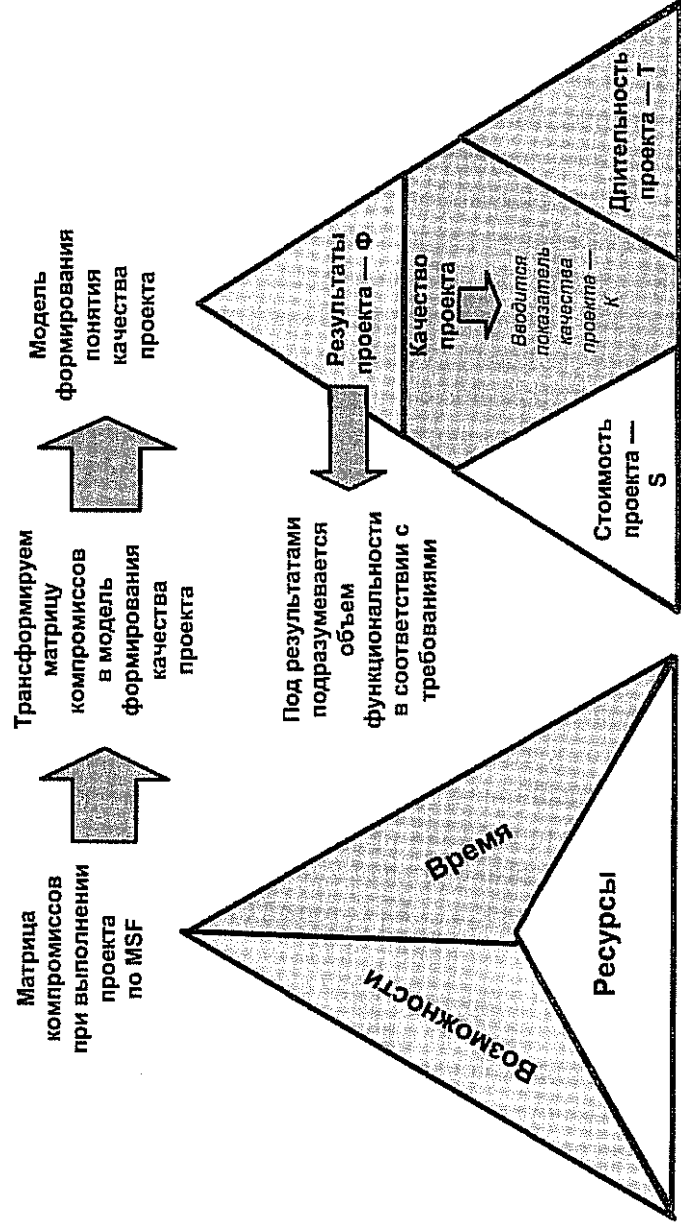 Матрица
компромиссов
при выполнении
проекта
по MSF
Трансформируем
матрицу
компромиссов
в модель
формирования
качества
проекта
Модель
формирования
понятия
качества
проекта
Возможности
Время
Ресурсы
Под результатами
подразумевается
объем
функциональности
в соответствии с
требованиями
Результаты
проекта — Ф
Качество
проекта
Вводится
показатель
качества
проекта —
К
Стоимость
проекта —
S
Длительность
проекта — Т